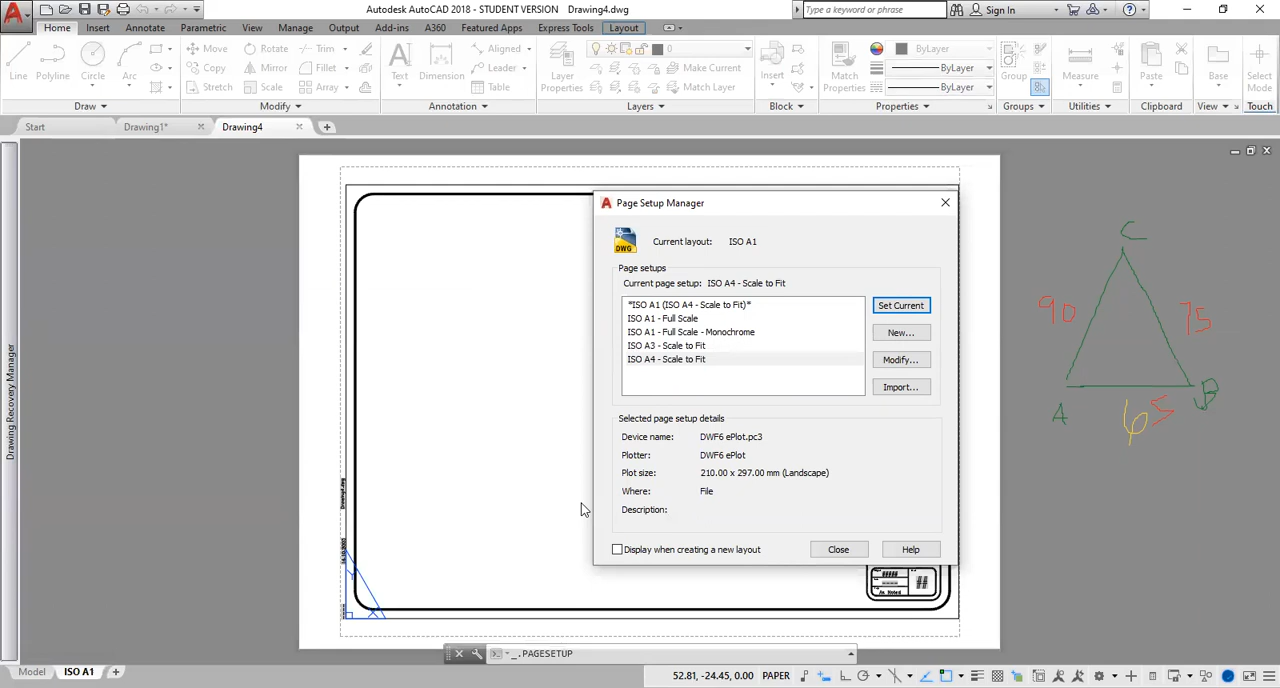 Autodesk AutoCAD 2018 - STUDENT VERSION Drawing4.dwg
Type a keyword or phrase
Sign In
Home Insert Annotate Parametric View Manage Output Add-ins A360 Featured Apps Express Tools Layout
Line Polyline Circle Arc
Move Rotate Trim
Copy Mirror Fillet
Stretch Scale Array
Text Dimension
Aligned
Leader
Table
Layer Properties
0
Make Current
Match Layer
Insert
Match Properties
ByLayer
ByLayer
ByLayer
Group
Measure
Paste
Base
Select Mode
Draw Modify Annotation Layers Block Properties Groups Utilities Clipboard View Touch
Start Drawing1* Drawing4
Drawing Recovery Manager
Page Setup Manager
DWG
Current layout: ISO A1
Page setups
Current page setup: ISO A4 - Scale to Fit
*ISO A1 (ISO A4 - Scale to Fit)*
ISO A1 - Full Scale
ISO A1 - Full Scale - Monochrome
ISO A3 - Scale to Fit
ISO A4 - Scale to Fit
Set Current
New...
Modify...
Import...
Selected page setup details
Device name: DWF6 ePlot.pc3
Plotter: DWF6 ePlot
Plot size: 210.00 x 297.00 mm (Landscape)
Where: File
Description:
Display when creating a new layout
Close Help
C
90 75
A B
65
As Noted
##
X
Y
_.PAGESETUP
Model ISO A1
52.81, -24.45, 0.00 PAPER